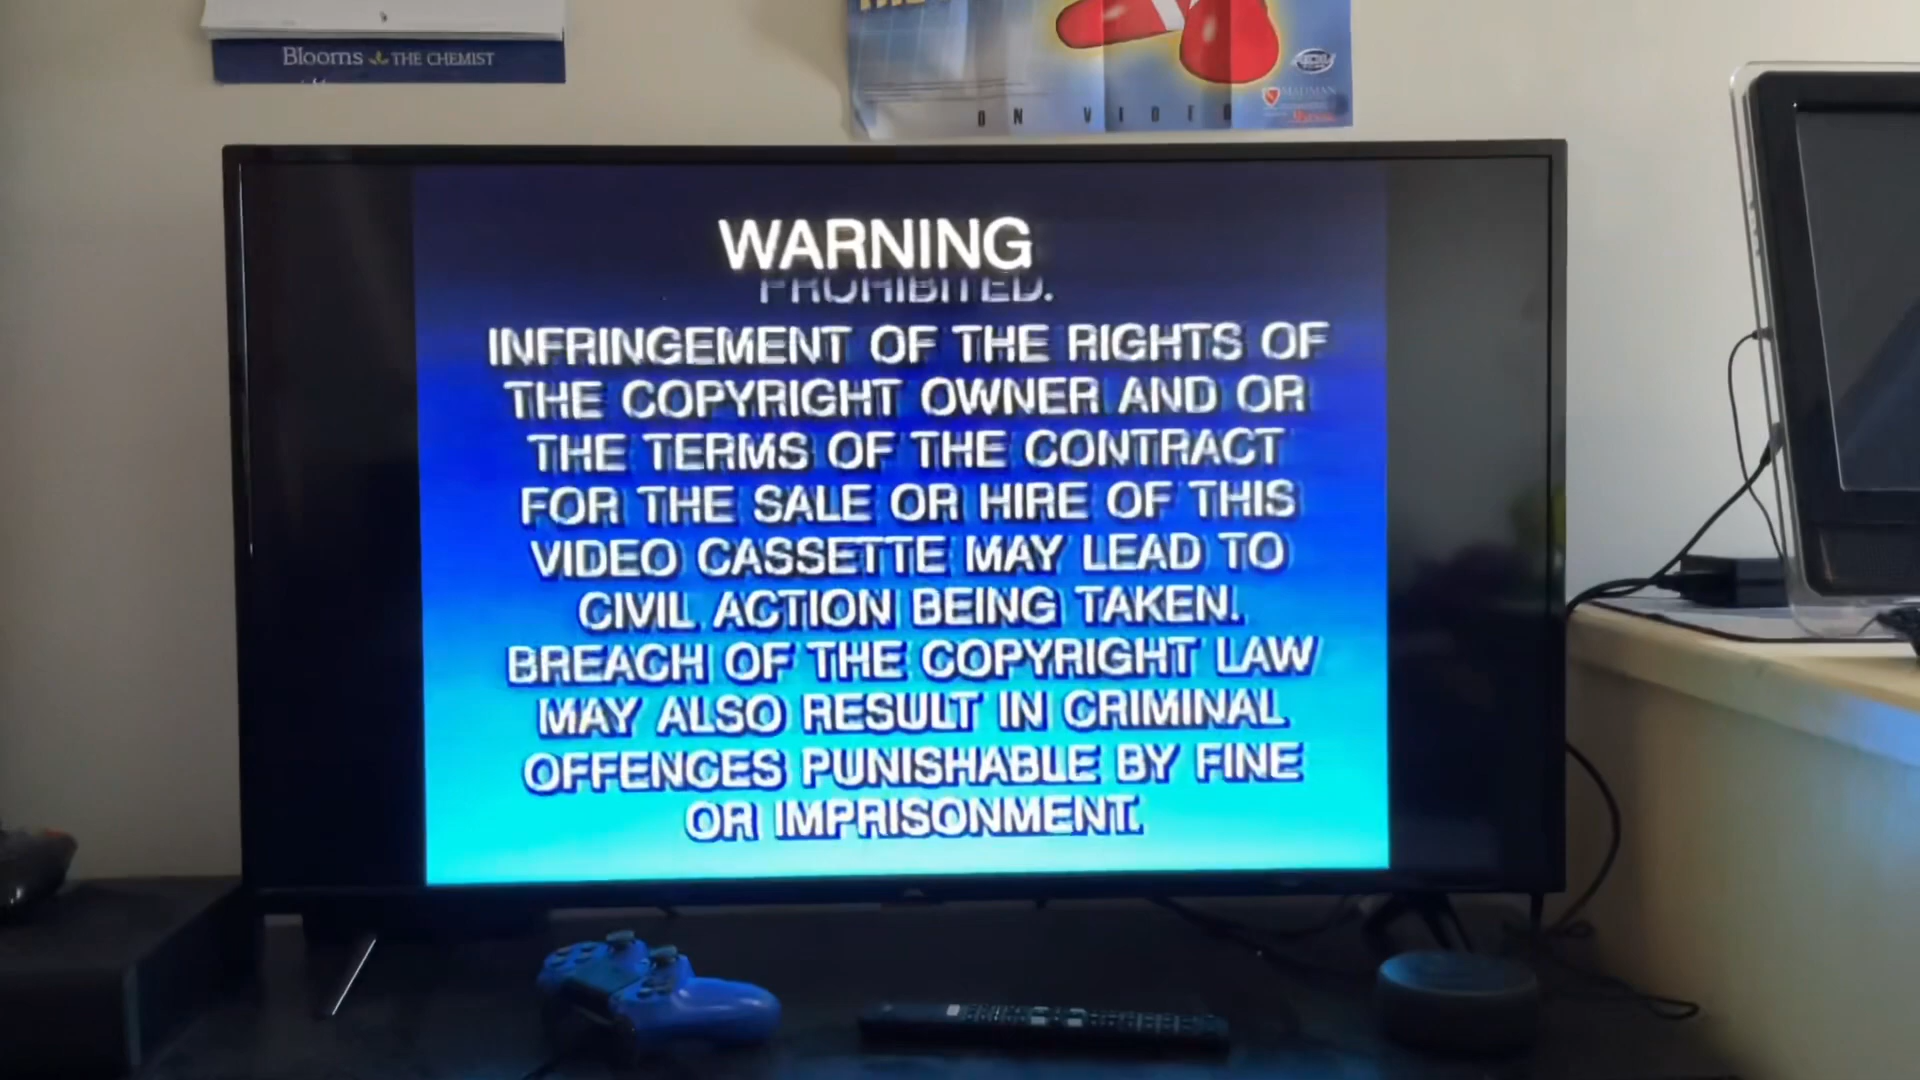 Blooms THE CHEMIST
ON VIDEO
MADMAN
WARNING
PROHIBITED.
INFRINGEMENT OF THE RIGHTS OF
THE COPYRIGHT OWNER AND OR
THE TERMS OF THE CONTRACT
FOR THE SALE OR HIRE OF THIS
VIDEO CASSETTE MAY LEAD TO
CIVIL ACTION BEING TAKEN.
BREACH OF THE COPYRIGHT LAW
MAY ALSO RESULT IN CRIMINAL
OFFENCES PUNISHABLE BY FINE
OR IMPRISONMENT.